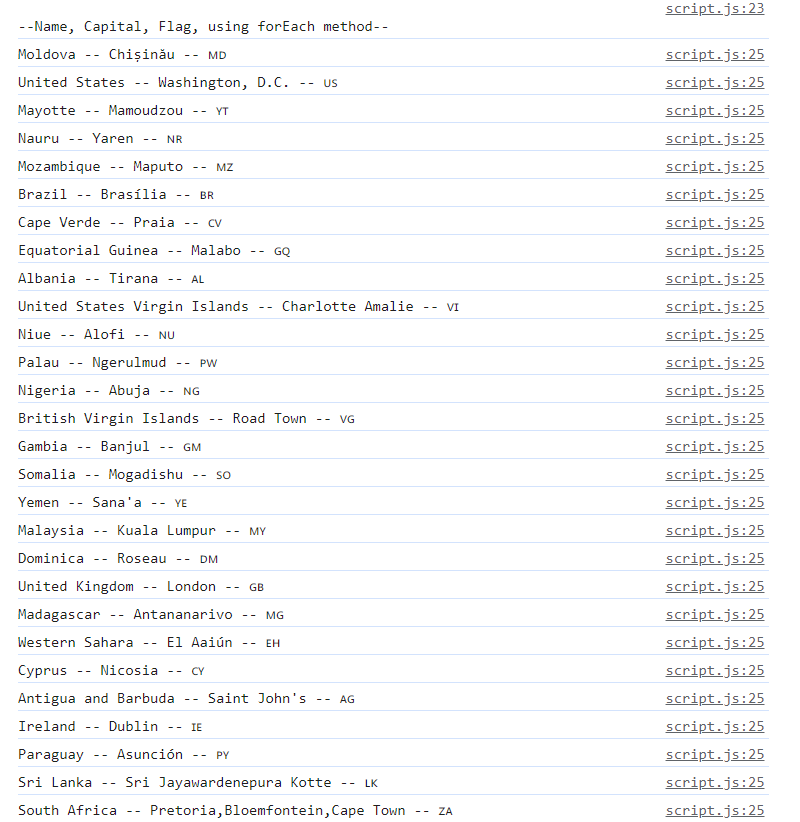 script.js:23
--Name, Capital, Flag, using forEach method--
Moldova -- Chișinău -- MD script.js:25
United States -- Washington, D.C. -- US script.js:25
Mayotte -- Mamoudzou -- YT script.js:25
Nauru -- Yaren -- NR script.js:25
Mozambique -- Maputo -- MZ script.js:25
Brazil -- Brasília -- BR script.js:25
Cape Verde -- Praia -- CV script.js:25
Equatorial Guinea -- Malabo -- GQ script.js:25
Albania -- Tirana -- AL script.js:25
United States Virgin Islands -- Charlotte Amalie -- VI script.js:25
Niue -- Alofi -- NU script.js:25
Palau -- Ngerulmud -- PW script.js:25
Nigeria -- Abuja -- NG script.js:25
British Virgin Islands -- Road Town -- VG script.js:25
Gambia -- Banjul -- GM script.js:25
Somalia -- Mogadishu -- SO script.js:25
Yemen -- Sana'a -- YE script.js:25
Malaysia -- Kuala Lumpur -- MY script.js:25
Dominica -- Roseau -- DM script.js:25
United Kingdom -- London -- GB script.js:25
Madagascar -- Antananarivo -- MG script.js:25
Western Sahara -- El Aaiún -- EH script.js:25
Cyprus -- Nicosia -- CY script.js:25
Antigua and Barbuda -- Saint John's -- AG script.js:25
Ireland -- Dublin -- IE script.js:25
Paraguay -- Asunción -- PY script.js:25
Sri Lanka -- Sri Jayawardenepura Kotte -- LK script.js:25
South Africa -- Pretoria,Bloemfontein,Cape Town -- ZA script.js:25